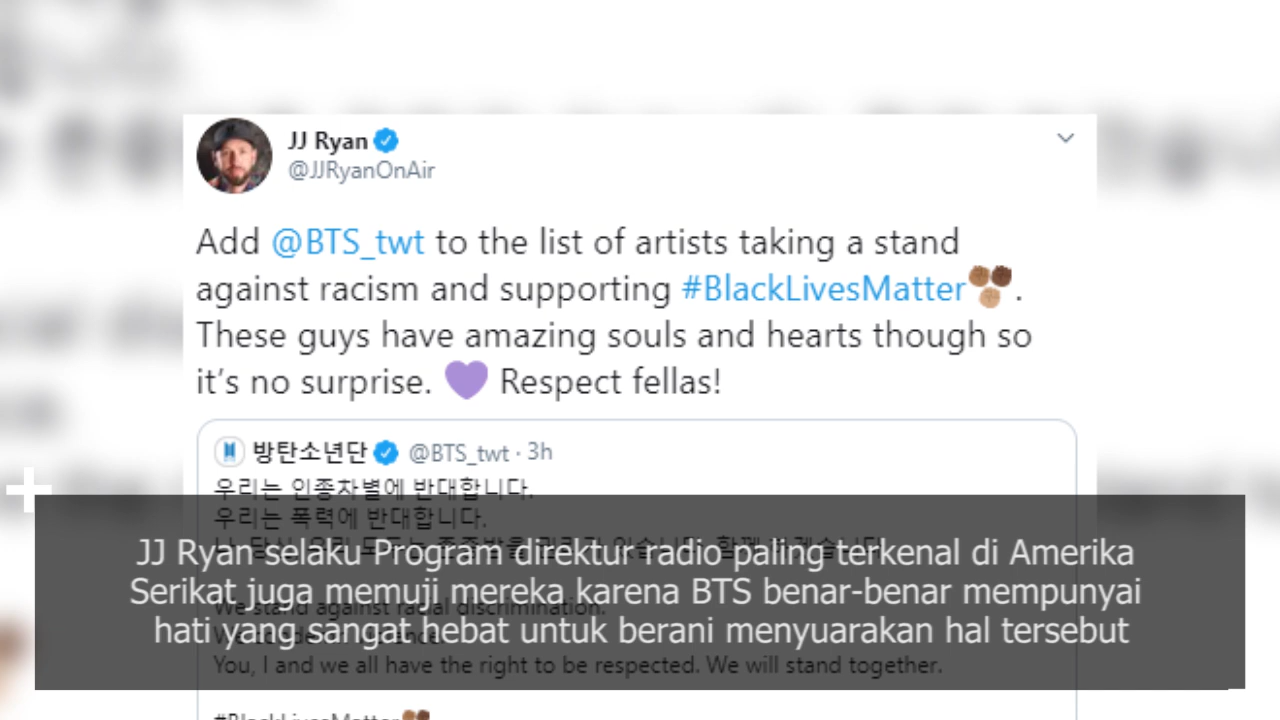 JJ Ryan
@JJRyanOnAir
Add @BTS_twt to the list of artists taking a stand
against racism and supporting #BlackLivesMatter✊🏽✊🏿✊🏼.
These guys have amazing souls and hearts though so
it's no surprise. 💜 Respect fellas!
방탄소년단 @BTS_twt · 3h
우리는 인종차별에 반대합니다.
우리는 폭력에 반대합니다.
JJ Ryan selaku Program direktur radio paling terkenal di Amerika
Serikat juga memuji mereka karena BTS benar-benar mempunyai
hati yang sangat hebat untuk berani menyuarakan hal tersebut
We stand against racial discrimination.
You, I and we all have the right to be respected. We will stand together.
#BlackLivesMatter